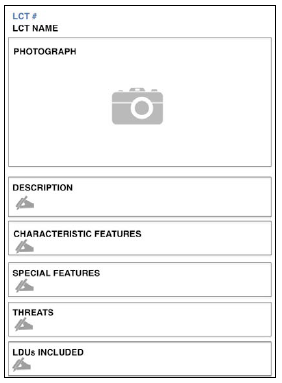 LCT #
LCT NAME
PHOTOGRAPH
DESCRIPTION
CHARACTERISTIC FEATURES
SPECIAL FEATURES
THREATS
LDUs INCLUDED